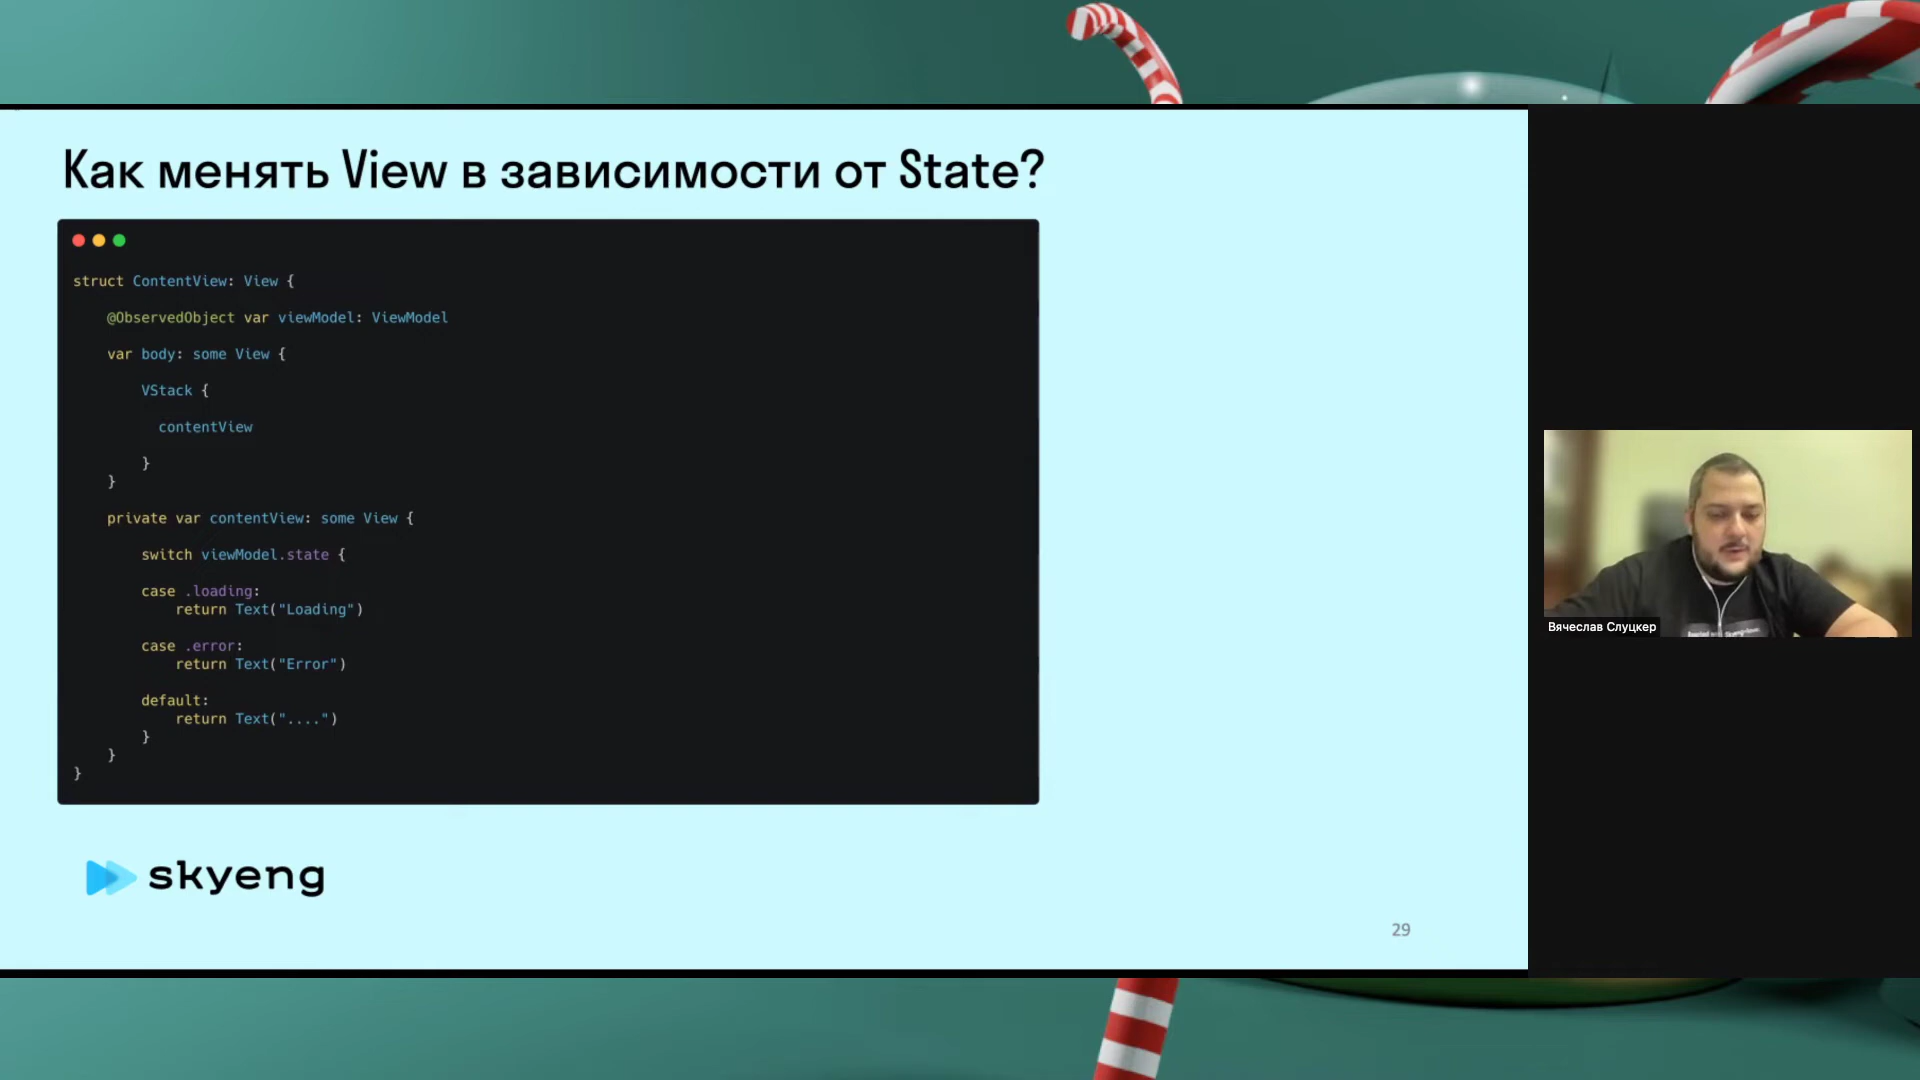 Как менять View в зависимости от State?
struct ContentView: View {
@ObservedObject var viewModel: ViewModel
var body: some View {
VStack {
contentView
}
}
private var contentView: some View {
switch viewModel.state {
case .loading:
return Text("Loading")
case .error:
return Text("Error")
default:
return Text("....")
}
}
}
skyeng
29
Вячеслав Слуцкер